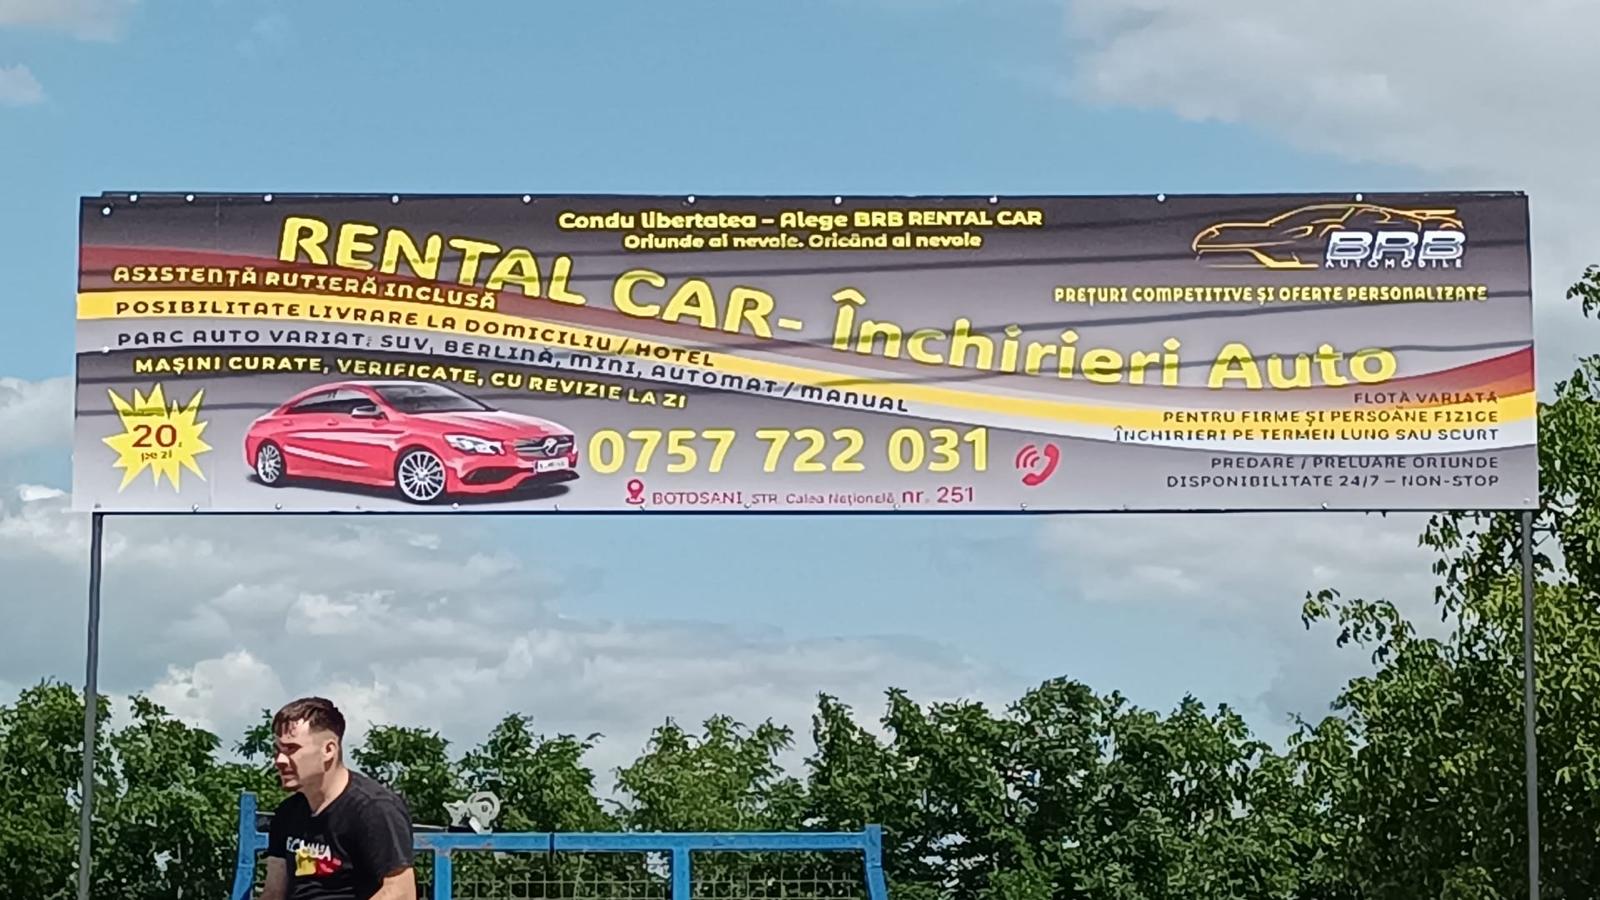 Condu libertatea – Alege BRB RENTAL CAR
Oriunde ai nevoie. Oricând ai nevoie
RENTAL CAR- Închirieri Auto
BRB
AUTOMOBILE
PREȚURI COMPETITIVE ȘI OFERTE PERSONALIZATE
ASISTENȚĂ RUTIERĂ INCLUSĂ
POSIBILITATE LIVRARE LA DOMICILIU / HOTEL
PARC AUTO VARIAT: SUV, BERLINĂ, MINI, AUTOMAT / MANUAL
MAȘINI CURATE, VERIFICATE, CU REVIZIE LA ZI
20
pe zi
0757 722 031
BOTOSANI, STR. Calea Națională, nr. 251
FLOTĂ VARIATĂ
PENTRU FIRME ȘI PERSOANE FIZICE
ÎNCHIRIERI PE TERMEN LUNG SAU SCURT
PREDARE / PRELUARE ORIUNDE
DISPONIBILITATE 24/7 – NON-STOP